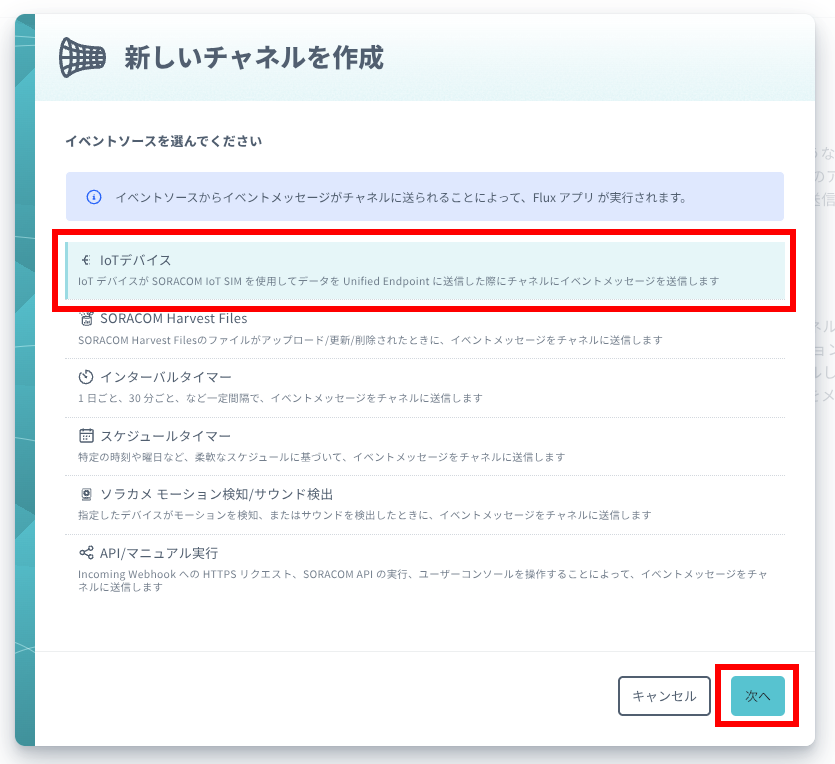 新しいチャネルを作成
イベントソースを選んでください
イベントソースからイベントメッセージがチャネルに送られることによって、Flux アプリ が実行されます。
IoTデバイス
IoT デバイスが SORACOM IoT SIM を使用してデータを Unified Endpoint に送信した際にチャネルにイベントメッセージを送信します
SORACOM Harvest Files
SORACOM Harvest Filesのファイルがアップロード/更新/削除されたときに、イベントメッセージをチャネルに送信します
インターバルタイマー
1 日ごと、30 分ごと、など一定間隔で、イベントメッセージをチャネルに送信します
スケジュールタイマー
特定の時刻や曜日など、柔軟なスケジュールに基づいて、イベントメッセージをチャネルに送信します
ソラカメ モーション検知/サウンド検出
指定したデバイスがモーションを検知、またはサウンドを検出したときに、イベントメッセージをチャネルに送信します
API/マニュアル実行
Incoming Webhook への HTTPS リクエスト、SORACOM API の実行、ユーザーコンソールを操作することによって、イベントメッセージをチャ
ネルに送信します
キャンセル
次へ